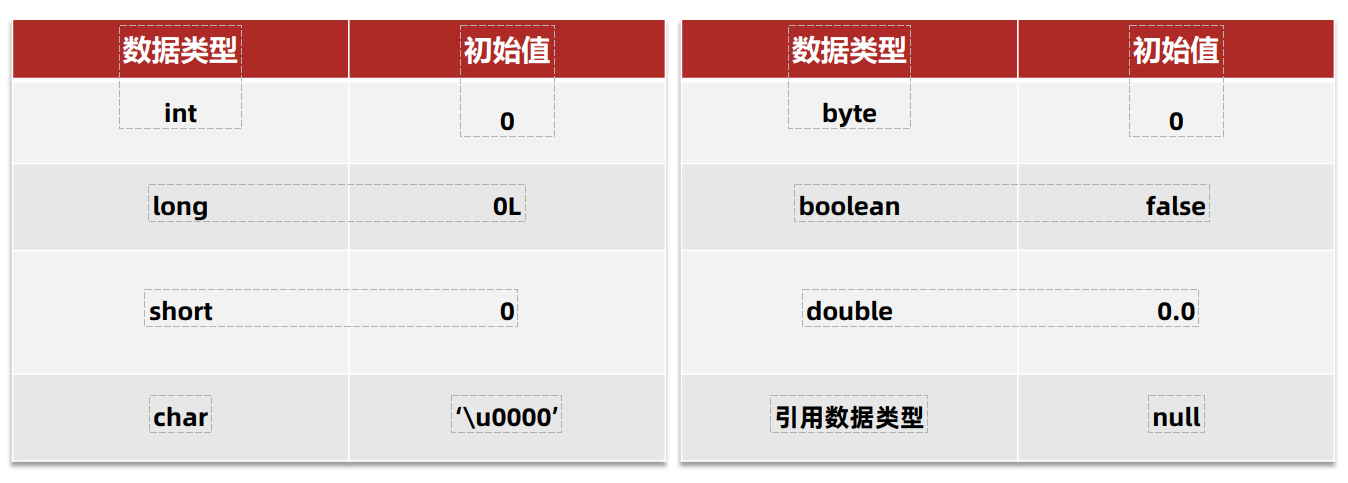 数据类型 初始值
int 0
long 0L
short 0
char ‘\u0000’
数据类型 初始值
byte 0
boolean false
double 0.0
引用数据类型 null